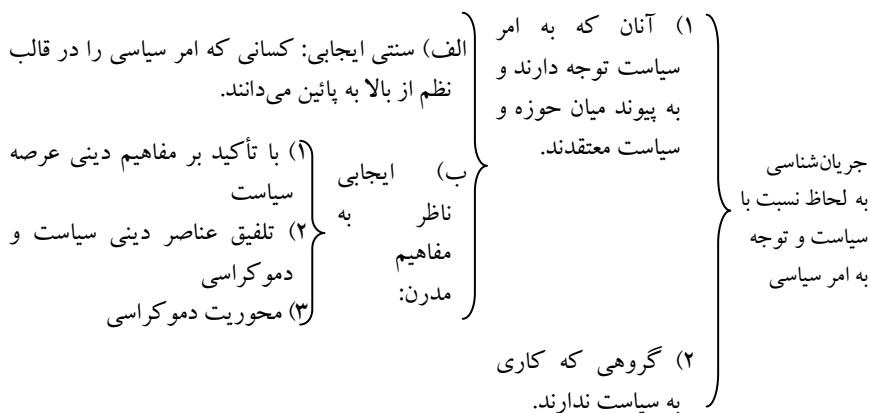 جریان‌شناسی
به لحاظ نسبت با
سیاست و توجه
به امر سیاسی
۱) آنان که به امر
سیاست توجه دارند و
به پیوند میان حوزه و
سیاست معتقدند.
الف) سنتی ایجابی: کسانی که امر سیاسی را در قالب
نظم از بالا به پائین می‌دانند.
ب) ایجابی
ناظر به
مفاهیم
مدرن:
۱) با تأکید بر مفاهیم دینی عرصه
سیاست
۲) تلفیق عناصر دینی سیاست و
دموکراسی
۳) محوریت دموکراسی
۲) گروهی که کاری
به سیاست ندارند.